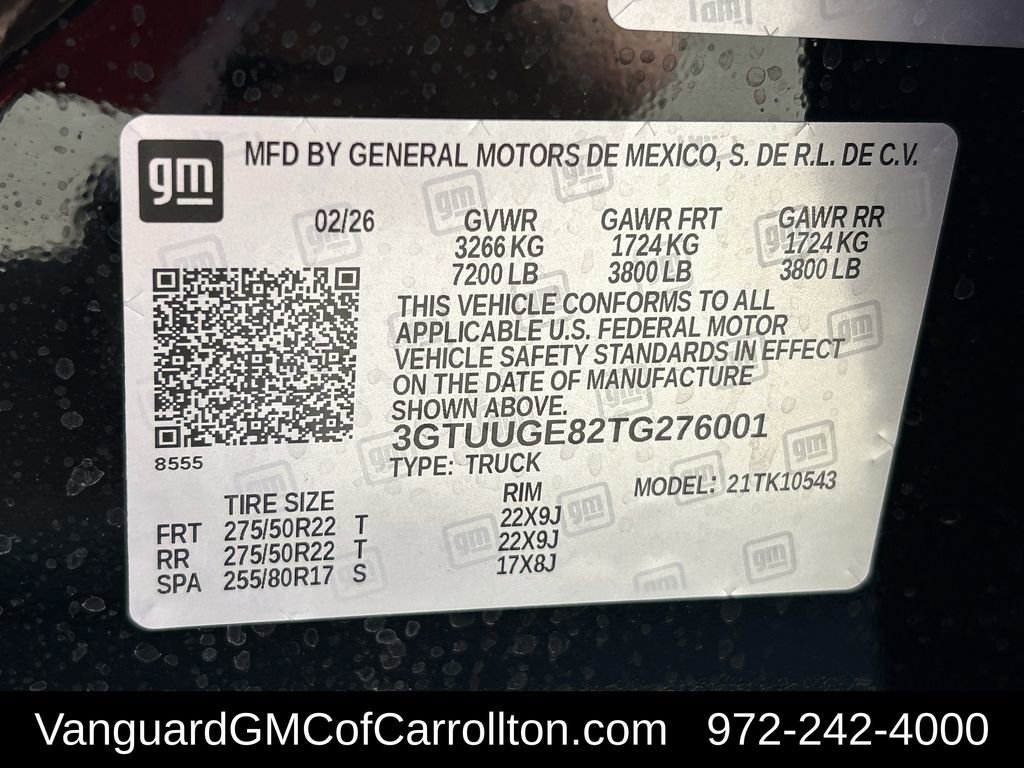 gm
gm MFD BY GENERAL MOTORS DE MEXICO, S. DE R.L. DE C.V.
02/26 GVWR GAWR FRT GAWR RR
3266 KG 1724 KG 1724 KG
7200 LB 3800 LB 3800 LB
THIS VEHICLE CONFORMS TO ALL
APPLICABLE U.S. FEDERAL MOTOR
VEHICLE SAFETY STANDARDS IN EFFECT
ON THE DATE OF MANUFACTURE
SHOWN ABOVE.
3GTUUGE82TG276001
8555 TYPE: TRUCK MODEL: 21TK10543
TIRE SIZE RIM
FRT 275/50R22 T 22X9J
RR 275/50R22 T 22X9J
SPA 255/80R17 S 17X8J
VanguardGMCofCarrollton.com 972-242-4000